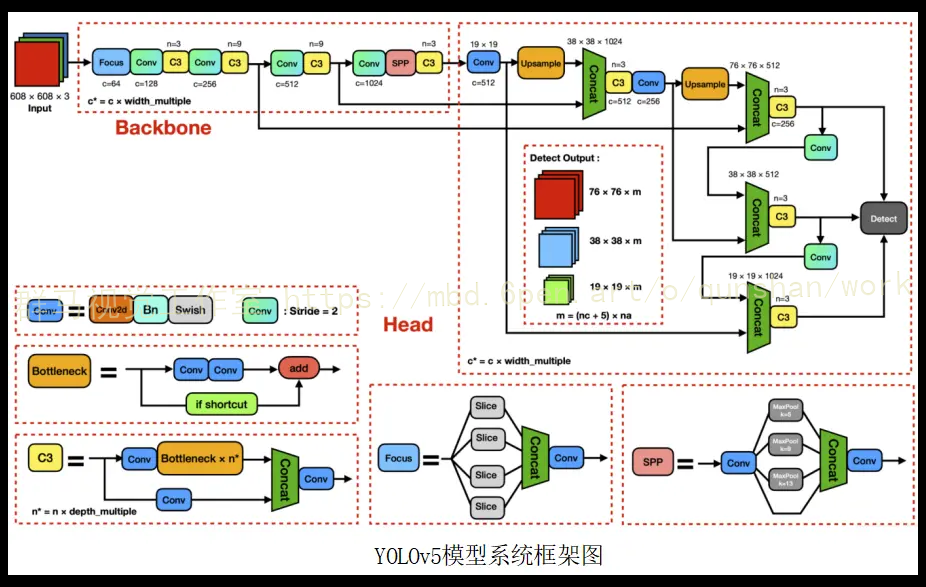 608 × 608 × 3
Input
Focus
Conv
C3
Conv
C3
Conv
C3
Conv
SPP
C3
n=3
n=9
n=9
n=3
c=64
c=128
c=256
c=512
c=1024
c* = c × width_multiple
Backbone
19 × 19
Conv
Upsample
38 × 38 × 1024
Concat
n=3
C3
c=512
Conv
c=256
Upsample
76 × 76 × 512
Concat
n=3
C3
c=256
Conv
38 × 38 × 512
Concat
n=3
C3
Conv
Detect
19 × 19 × 1024
Concat
n=3
C3
Detect Output :
76 × 76 × m
38 × 38 × m
19 × 19 × m
m = (nc + 5) × na
Head
c* = c × width_multiple
https://mbd.6pen.art/o/qunshan/work
Conv
=
Conv2d
Bn
Swish
Conv
: Stride = 2
Bottleneck
=
Conv
Conv
add
if shortcut
C3
=
Conv
Bottleneck × n*
Conv
Concat
Conv
n* = n × depth_multiple
Focus
=
Slice
Slice
Slice
Slice
Concat
Conv
SPP
=
Conv
MaxPool
k=5
MaxPool
MaxPool
k=13
Concat
Conv
YOLOv5模型系统框架图